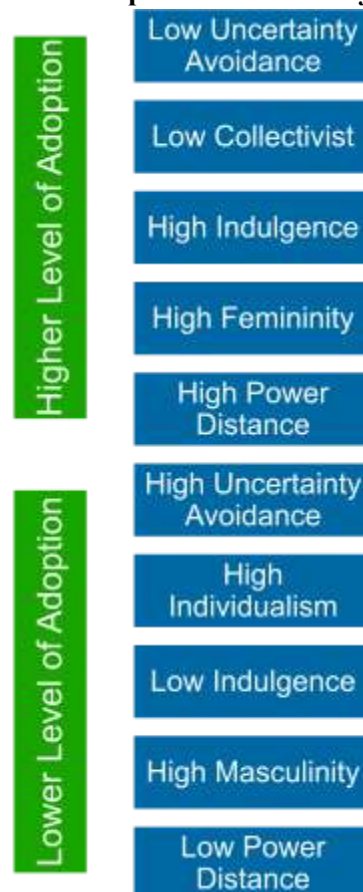 Higher Level of Adoption
Low Uncertainty
Avoidance
Low Collectivist
High Indulgence
High Femininity
High Power
Distance
Lower Level of Adoption
High Uncertainty
Avoidance
High
Individualism
Low Indulgence
High Masculinity
Low Power
Distance